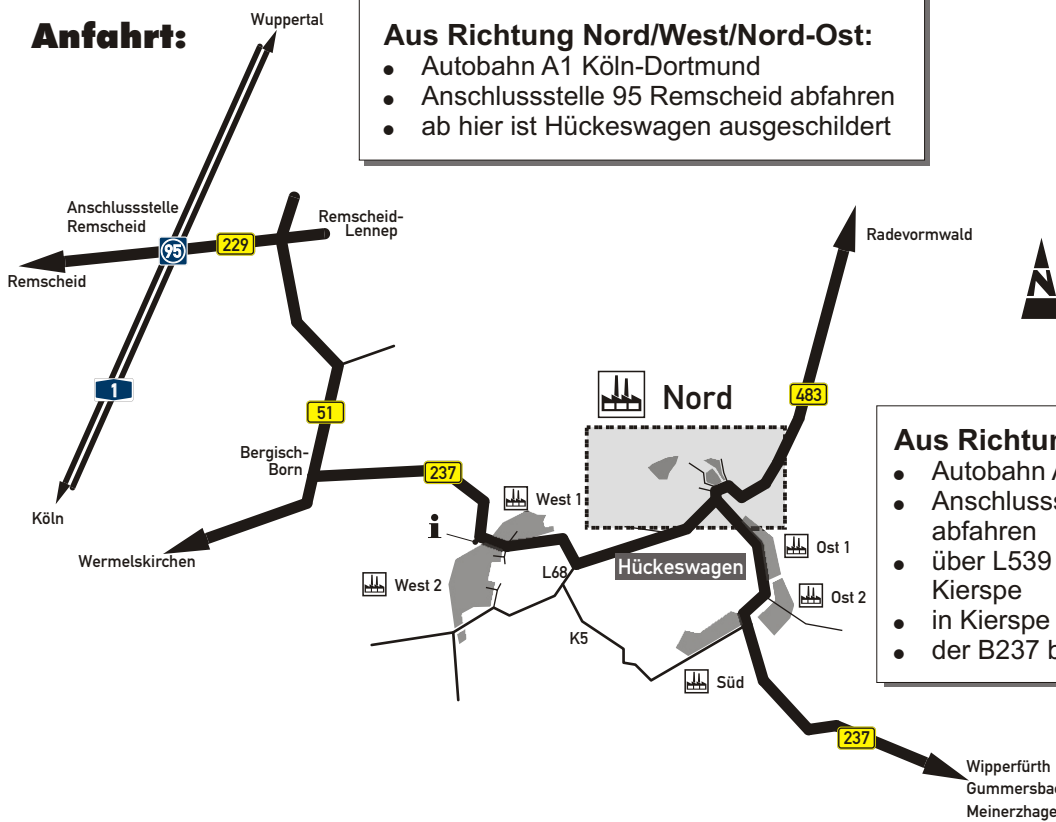 Anfahrt:
Wuppertal
Aus Richtung Nord/West/Nord-Ost:
• Autobahn A1 Köln-Dortmund
• Anschlussstelle 95 Remscheid abfahren
• ab hier ist Hückeswagen ausgeschildert
Anschlussstelle
Remscheid
95
229
Remscheid-
Lennep
Remscheid
Radevormwald
N
1
51
Nord
483
Bergisch-
Born
237
West 1
i
Köln
Wermelskirchen
West 2
L68
Hückeswagen
Ost 1
Ost 2
K5
Süd
Aus Richtun
• Autobahn A
• Anschlusss
abfahren
• über L539
Kierspe
• in Kierspe
• der B237 b
237
Wipperfürth
Gummersbac
Meinerzhage